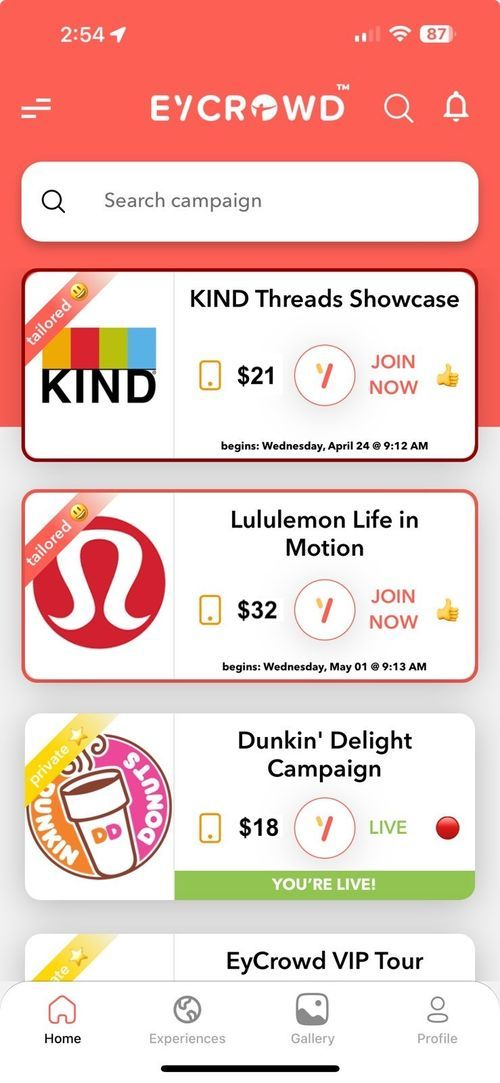 2:54
87
EYCROWD™
Search campaign
tailored
KIND Threads Showcase
KIND
$21
JOIN
NOW
begins: Wednesday, April 24 @ 9:12 AM
tailored
Lululemon Life in
Motion
$32
JOIN
NOW
begins: Wednesday, May 01 @ 9:13 AM
private
Dunkin' Delight
Campaign
DUNKIN
DONUTS
DD
$18
LIVE
YOU'RE LIVE!
ate
EyCrowd VIP Tour
Home
Experiences
Gallery
Profile